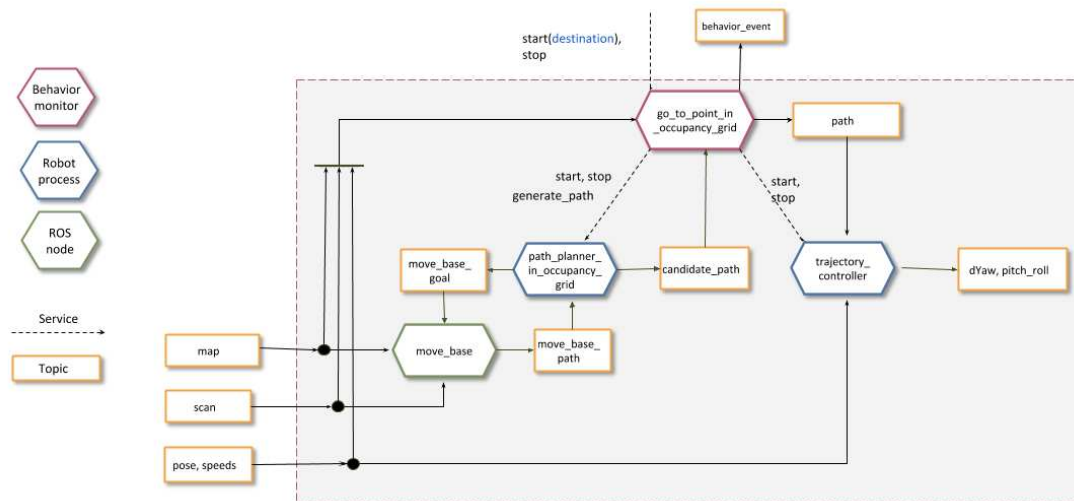 behavior_event
start(destination),
stop
Behavior
monitor
go_to_point_in
_occupancy_grid
path
Robot
process
start, stop
generate_path
start,
stop
ROS
node
move_base_
goal
path_planner_
in_occupancy_
grid
candidate_path
trajectory_
controller
dYaw, pitch_roll
Service
map
move_base
move_base_
path
Topic
scan
pose, speeds